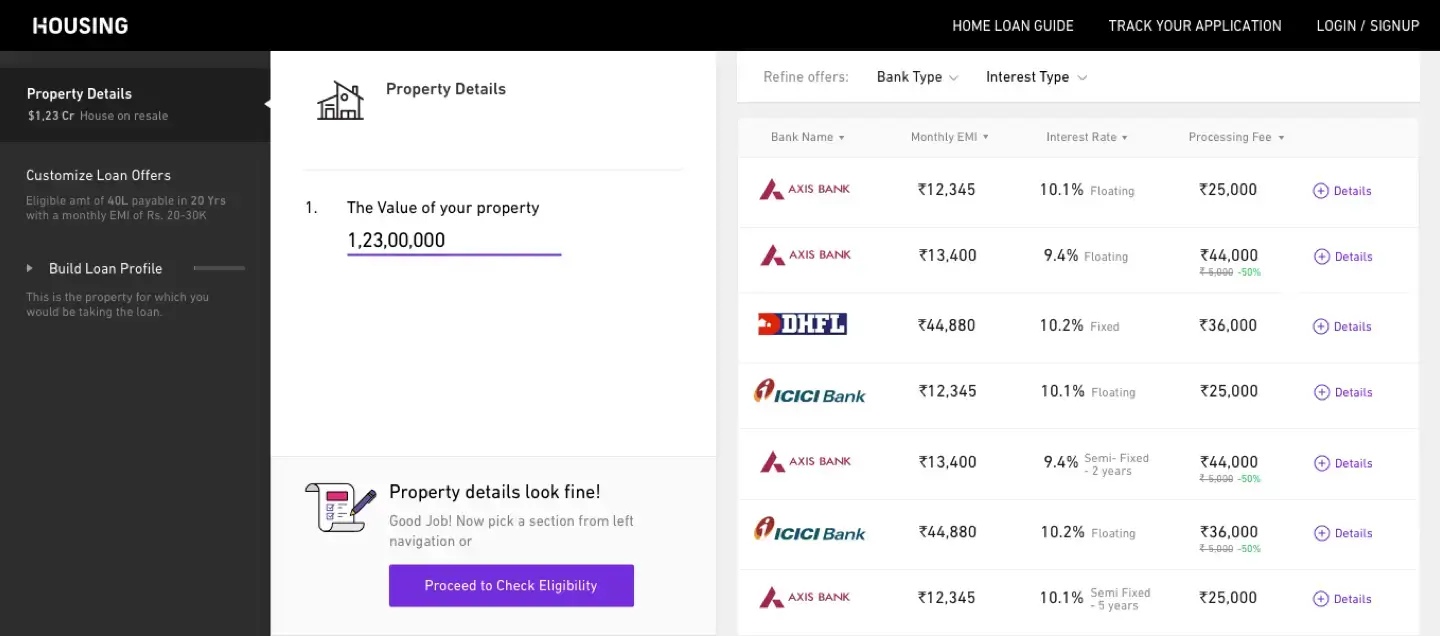 HOUSING
HOME LOAN GUIDE TRACK YOUR APPLICATION LOGIN / SIGNUP
Property Details
$1,23 Cr House on resale
Customize Loan Offers
Eligible amt of 40L payable in 20 Yrs
with a monthly EMI of Rs. 20-30K
Build Loan Profile
This is the property for which you
would be taking the loan.
Property Details
1. The Value of your property
1,23,00,000
Property details look fine!
Good Job! Now pick a section from left
navigation or
Proceed to Check Eligibility
Refine offers: Bank Type Interest Type
Bank Name Monthly EMI Interest Rate Processing Fee
AXIS BANK ₹12,345 10.1% Floating ₹25,000 Details
AXIS BANK ₹13,400 9.4% Floating ₹44,000 Details
₹ 5,000 -50%
DHFL ₹44,880 10.2% Fixed ₹36,000 Details
ICICI Bank ₹12,345 10.1% Floating ₹25,000 Details
AXIS BANK ₹13,400 9.4% Semi- Fixed ₹44,000 Details
- 2 years ₹ 5,000 -50%
ICICI Bank ₹44,880 10.2% Floating ₹36,000 Details
₹ 5,000 -50%
AXIS BANK ₹12,345 10.1% Semi Fixed ₹25,000 Details
- 5 years